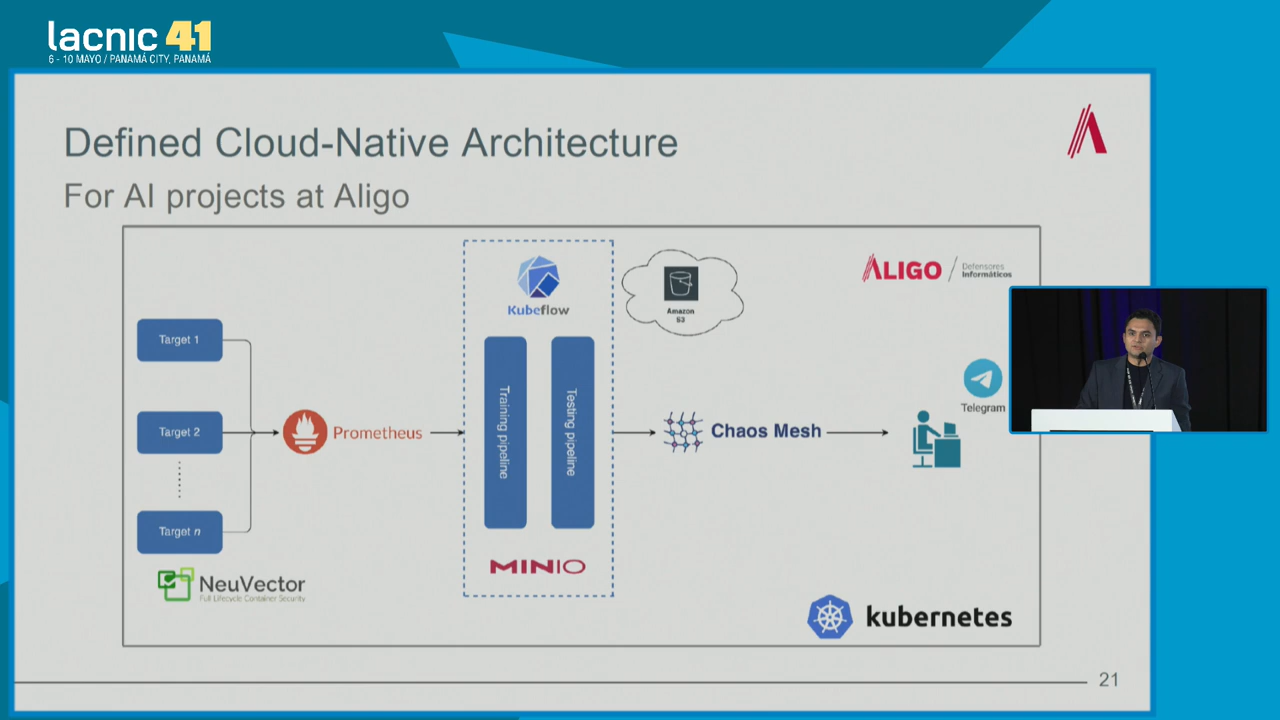 lacnic 41
6 - 10 MAYO / PANAMÁ CITY, PANAMÁ
Defined Cloud-Native Architecture
For AI projects at Aligo
Kubeflow
Amazon
S3
ALIGO
Defensores
Informáticos
Target 1
Target 2
Target n
Prometheus
Training pipeline
Testing pipeline
Chaos Mesh
Telegram
MINIO
NeuVector
Full Lifecycle Container Security
kubernetes
21